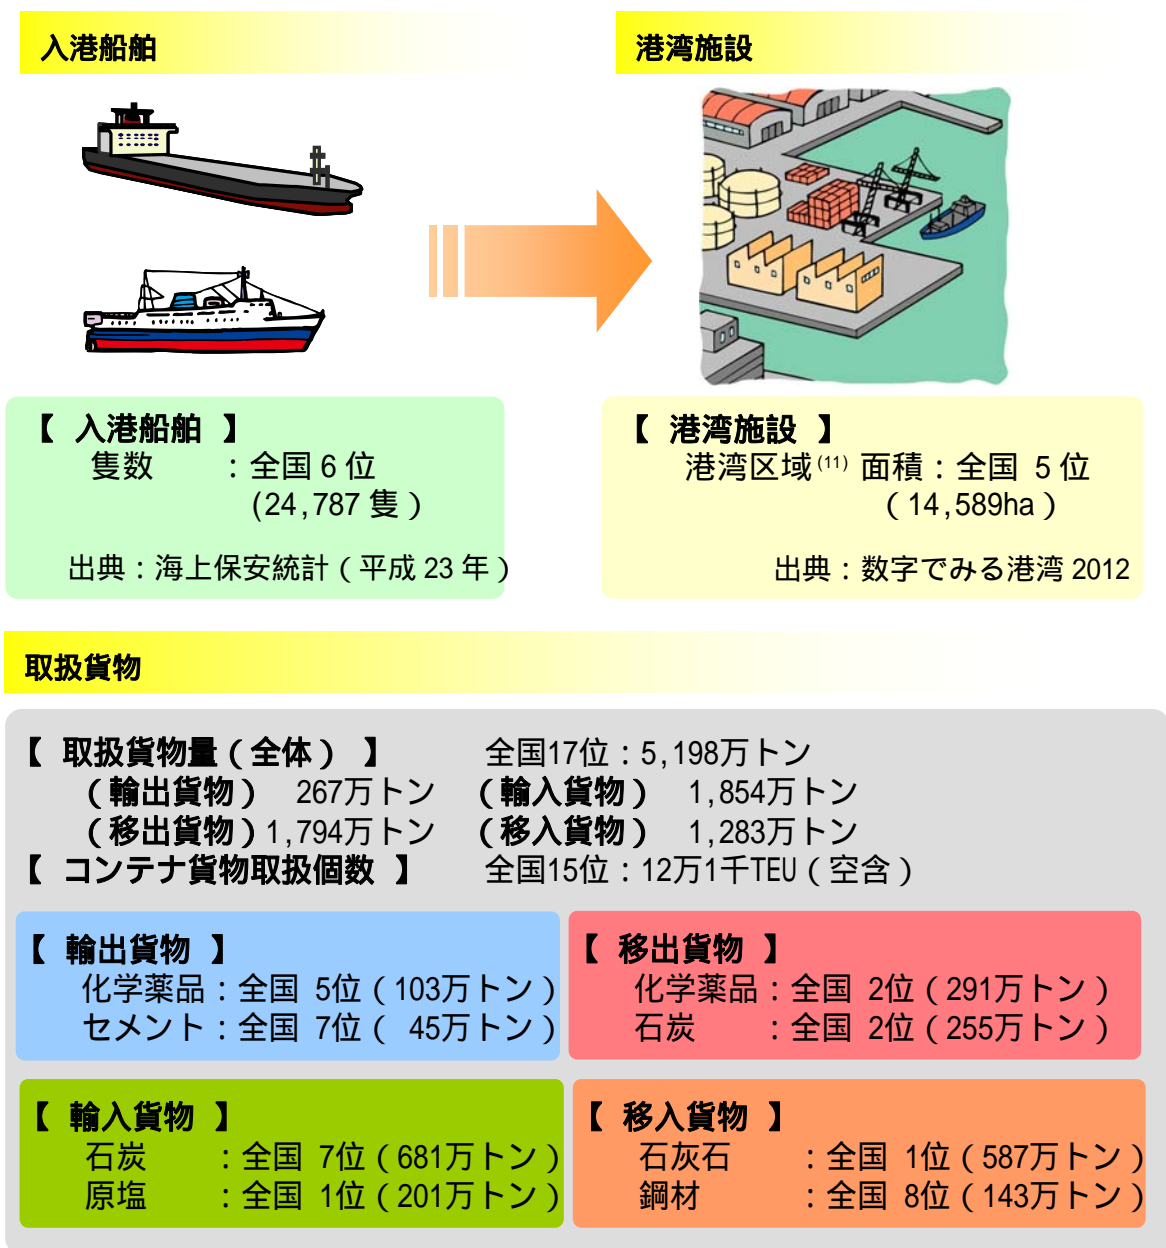 入港船舶
港湾施設
【 入港船舶 】
隻数 ：全国 6 位
(24,787 隻）
出典：海上保安統計（平成 23 年）
【 港湾施設 】
港湾区域(11) 面積：全国 5 位
（14,589ha）
出典：数字でみる港湾 2012
取扱貨物
【 取扱貨物量（全体） 】 全国17位：5,198万トン
（輸出貨物） 267万トン （輸入貨物） 1,854万トン
（移出貨物）1,794万トン （移入貨物） 1,283万トン
【 コンテナ貨物取扱個数 】 全国15位：12万1千TEU（空含）
【 輸出貨物 】
化学薬品：全国 5位（103万トン）
セメント：全国 7位（ 45万トン）
【 移出貨物 】
化学薬品：全国 2位（291万トン）
石炭 ：全国 2位（255万トン）
【 輸入貨物 】
石炭 ：全国 7位（681万トン）
原塩 ：全国 1位（201万トン）
【 移入貨物 】
石灰石 ：全国 1位（587万トン）
鋼材 ：全国 8位（143万トン）